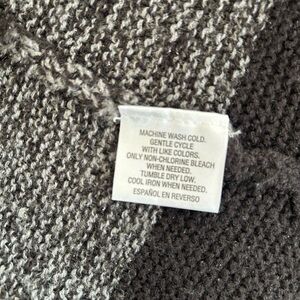 MACHINE WASH COLD.
GENTLE CYCLE
WITH LIKE COLORS.
ONLY NON-CHLORINE BLEACH
WHEN NEEDED.
TUMBLE DRY LOW.
COOL IRON WHEN NEEDED.
ESPAÑOL EN REVERSO